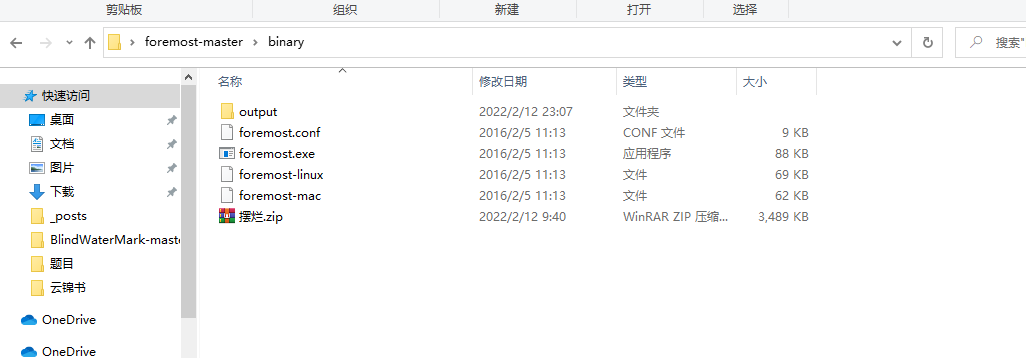 剪贴板 组织 新建 打开 选择
foremost-master binary 搜索"
名称 修改日期 类型 大小
快速访问
桌面
文档
图片
下载
_posts
BlindWaterMark-maste
题目
云锦书
OneDrive
OneDrive
output 2022/2/12 23:07 文件夹
foremost.conf 2016/2/5 11:13 CONF 文件 9 KB
foremost.exe 2016/2/5 11:13 应用程序 88 KB
foremost-linux 2016/2/5 11:13 文件 69 KB
foremost-mac 2016/2/5 11:13 文件 62 KB
摆烂.zip 2022/2/12 9:40 WinRAR ZIP 压缩... 3,489 KB